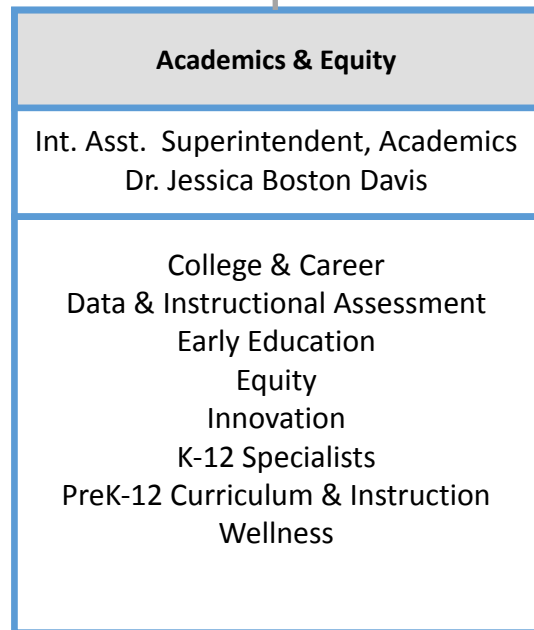 Academics & Equity
Int. Asst. Superintendent, Academics
Dr. Jessica Boston Davis
College & Career
Data & Instructional Assessment
Early Education
Equity
Innovation
K-12 Specialists
PreK-12 Curriculum & Instruction
Wellness